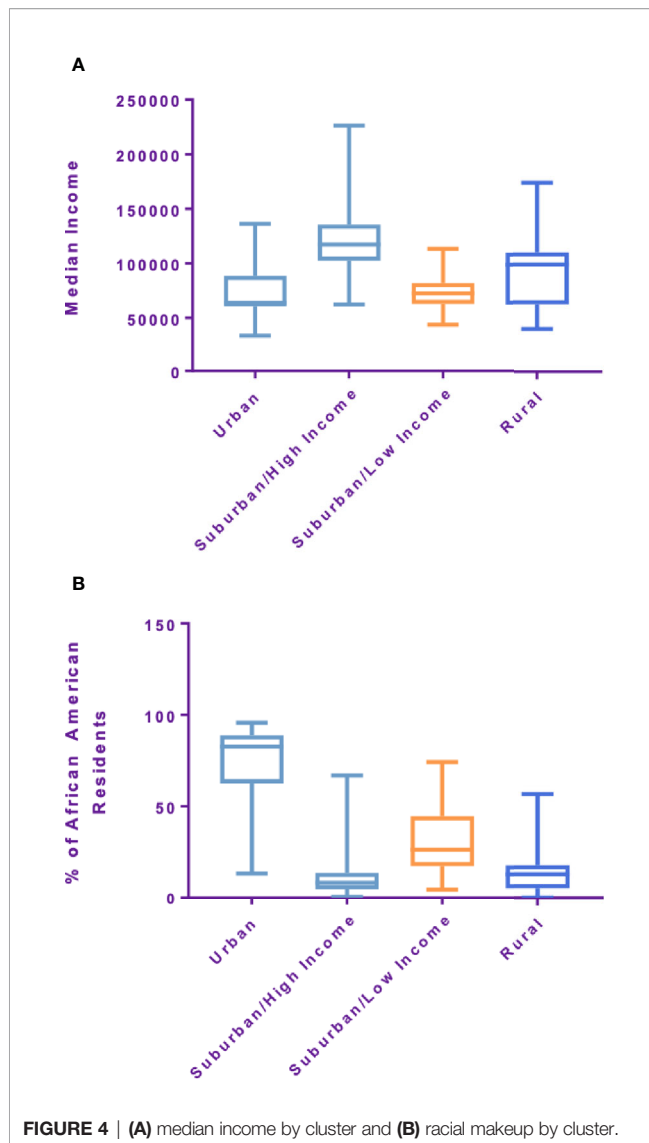 A
Median Income
250000
200000
150000
100000
50000
0
Urban
Suburban/High Income
Suburban/Low Income
Rural
B
% of African American
Residents
150
100
50
0
Urban
Suburban/High Income
Suburban/Low Income
Rural
FIGURE 4 | (A) median income by cluster and (B) racial makeup by cluster.